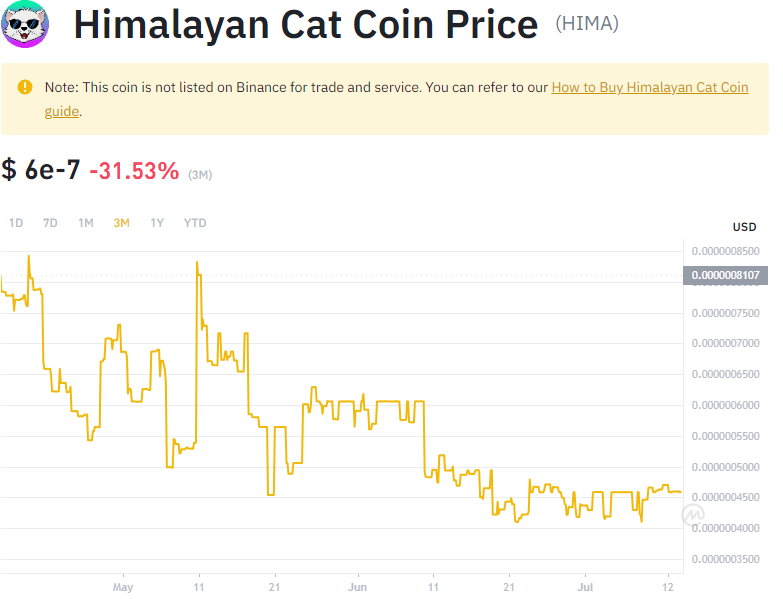 Himalayan Cat Coin Price (HIMA)
Note: This coin is not listed on Binance for trade and service. You can refer to our How to Buy Himalayan Cat Coin
guide.
$ 6e-7 -31.53% (3M)
1D 7D 1M 3M 1Y YTD
USD
0.0000008500
0.0000008107
0.0000007500
0.0000007000
0.0000006500
0.0000006000
0.0000005500
0.0000005000
0.0000004500
0.0000004000
0.0000003500
May 11 21 Jun 11 21 Jul 12